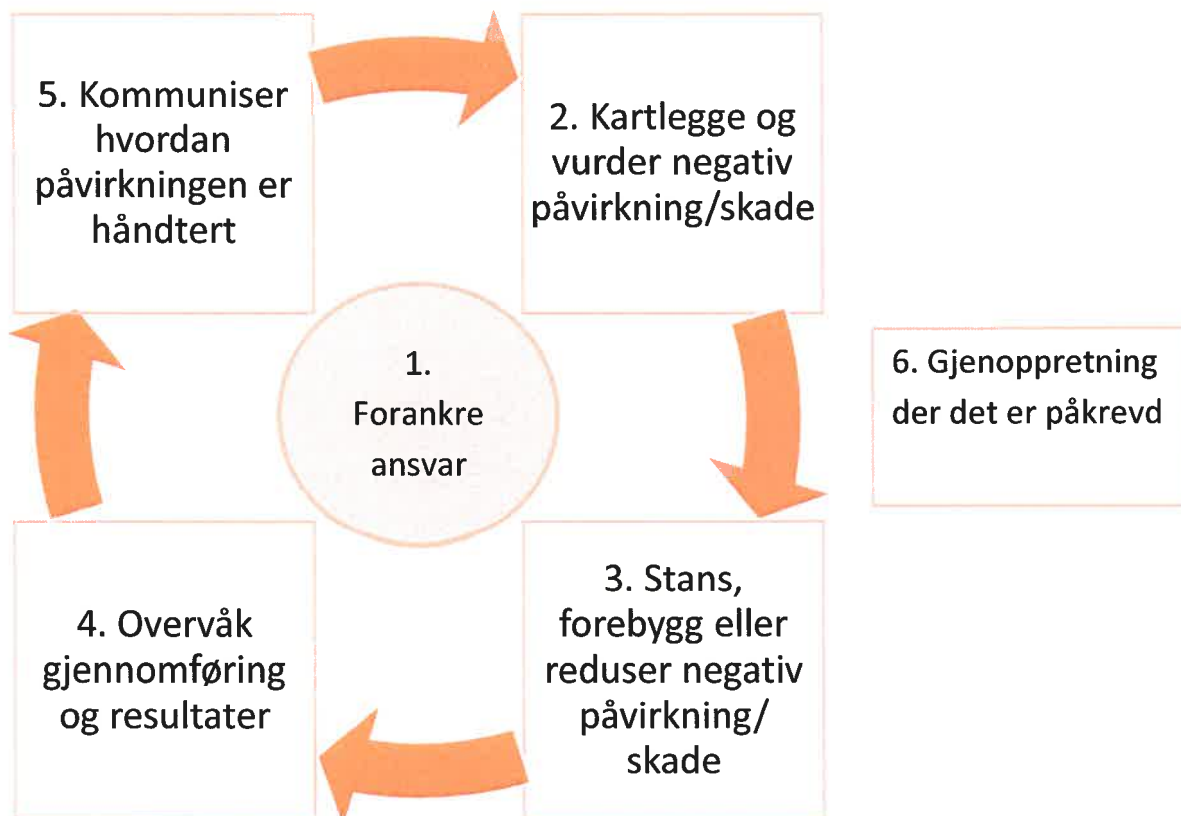 1.
Forankre
ansvar
2. Kartlegge og
vurder negativ
påvirkning/skade
3. Stans,
forebygg eller
reduser negativ
påvirkning/
skade
4. Overvåk
gjennomføring
og resultater
5. Kommuniser
hvordan
påvirkningen er
håndtert
6. Gjenoppretning
der det er påkrevd